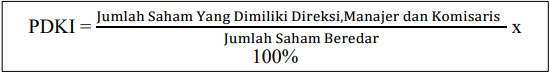 Jumlah Saham Yang Dimiliki Direksi,Manajer dan Komisaris
PDKI = x
Jumlah Saham Beredar
100%